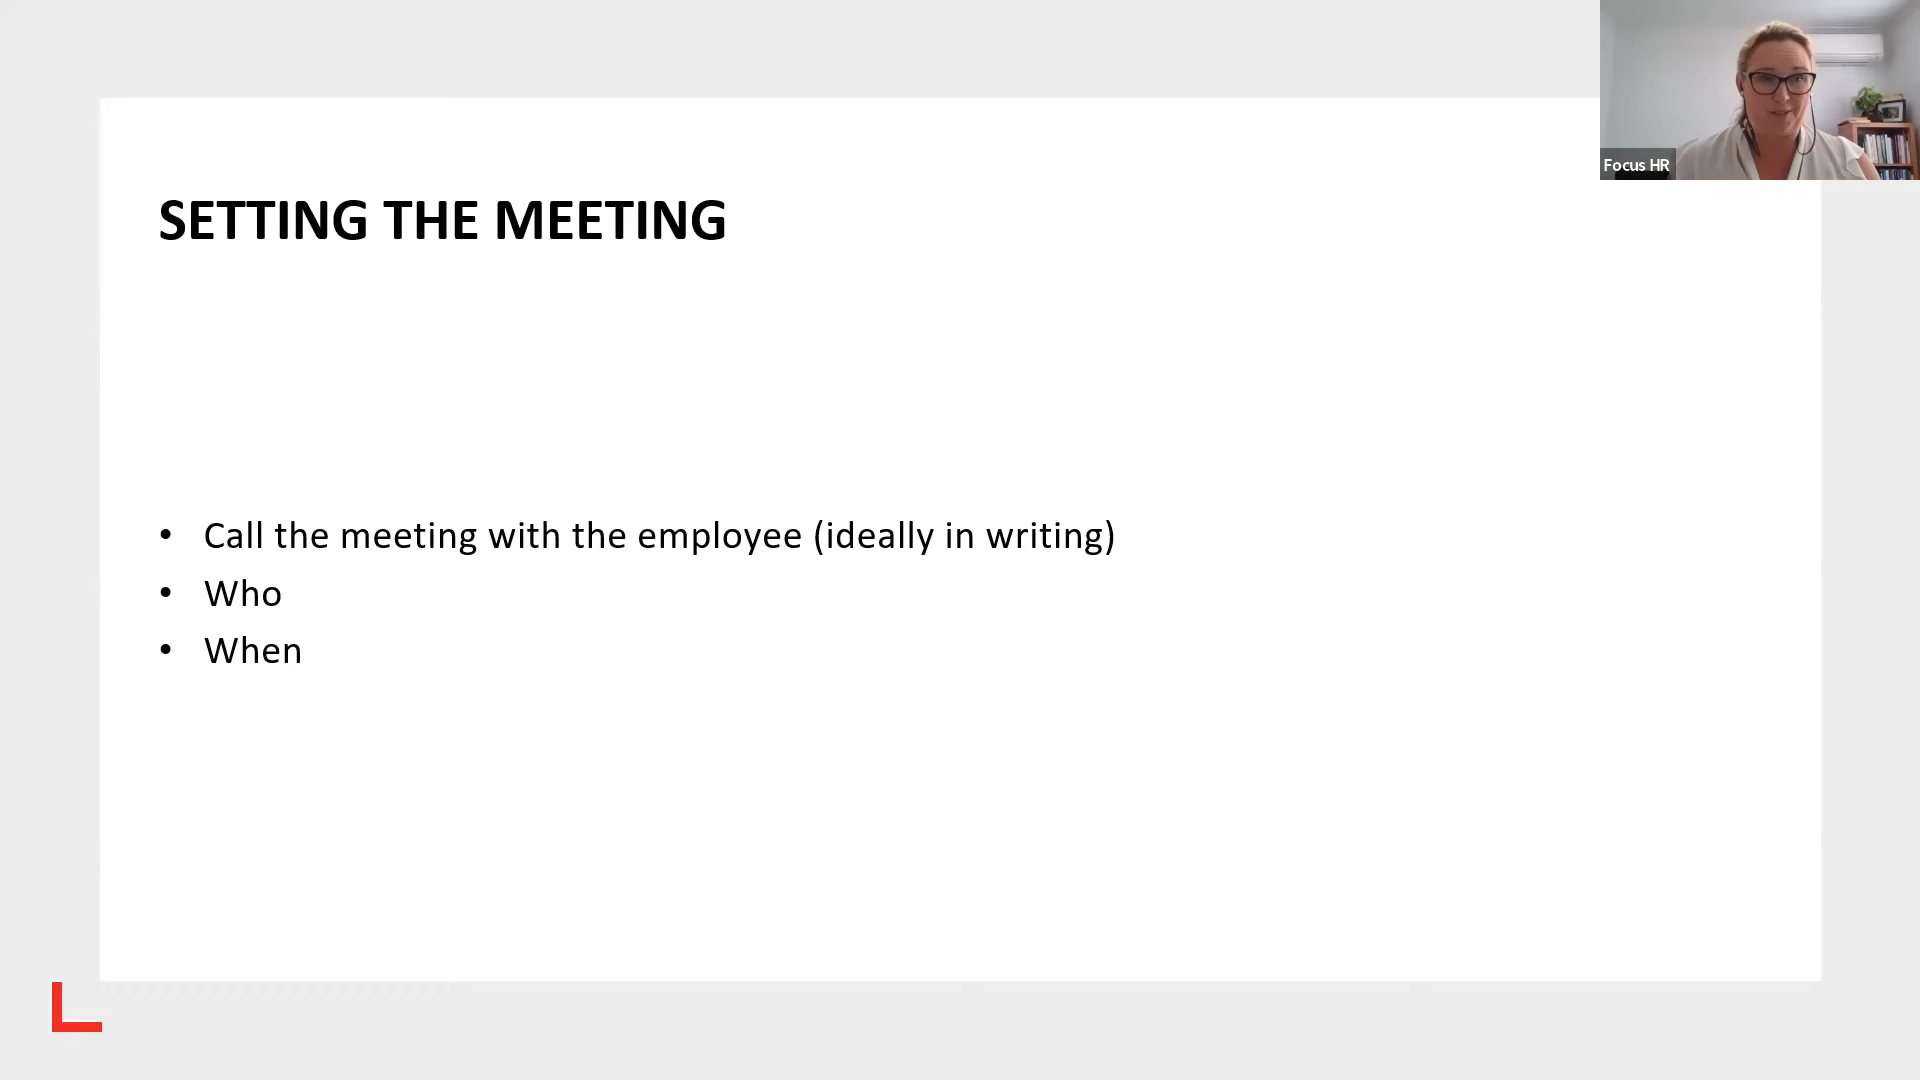 Focus HR
SETTING THE MEETING
• Call the meeting with the employee (ideally in writing)
• Who
• When